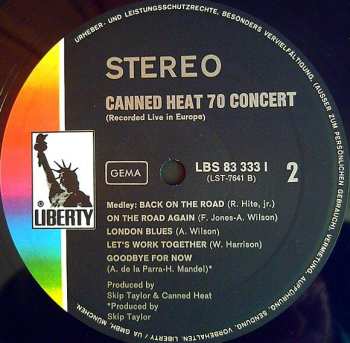 URHEBER- UND LEISTUNGSSCHUTZRECHTE, BESONDERS VERVIELFÄLTIGUNG, (AUSSER ZUM PERSÖNLICHEN GEBRAUCH), VERMIETUNG, AUFFÜHRUNG, SENDUNG, VORBEHALTEN. LIBERTY / UA GMBH, MÜNCHEN
STEREO
CANNED HEAT 70 CONCERT
(Recorded Live in Europe)
GEMA
LBS 83 333 I
(LST-7641 B)
2
LIBERTY
Medley: BACK ON THE ROAD (R. Hite, jr.)
ON THE ROAD AGAIN (F. Jones-A. Wilson)
LONDON BLUES (A. Wilson)
LET'S WORK TOGETHER (W. Harrison)
GOODBYE FOR NOW
(A. de la Parra-H. Mandel)*
Produced by
Skip Taylor & Canned Heat
*Produced by
Skip Taylor